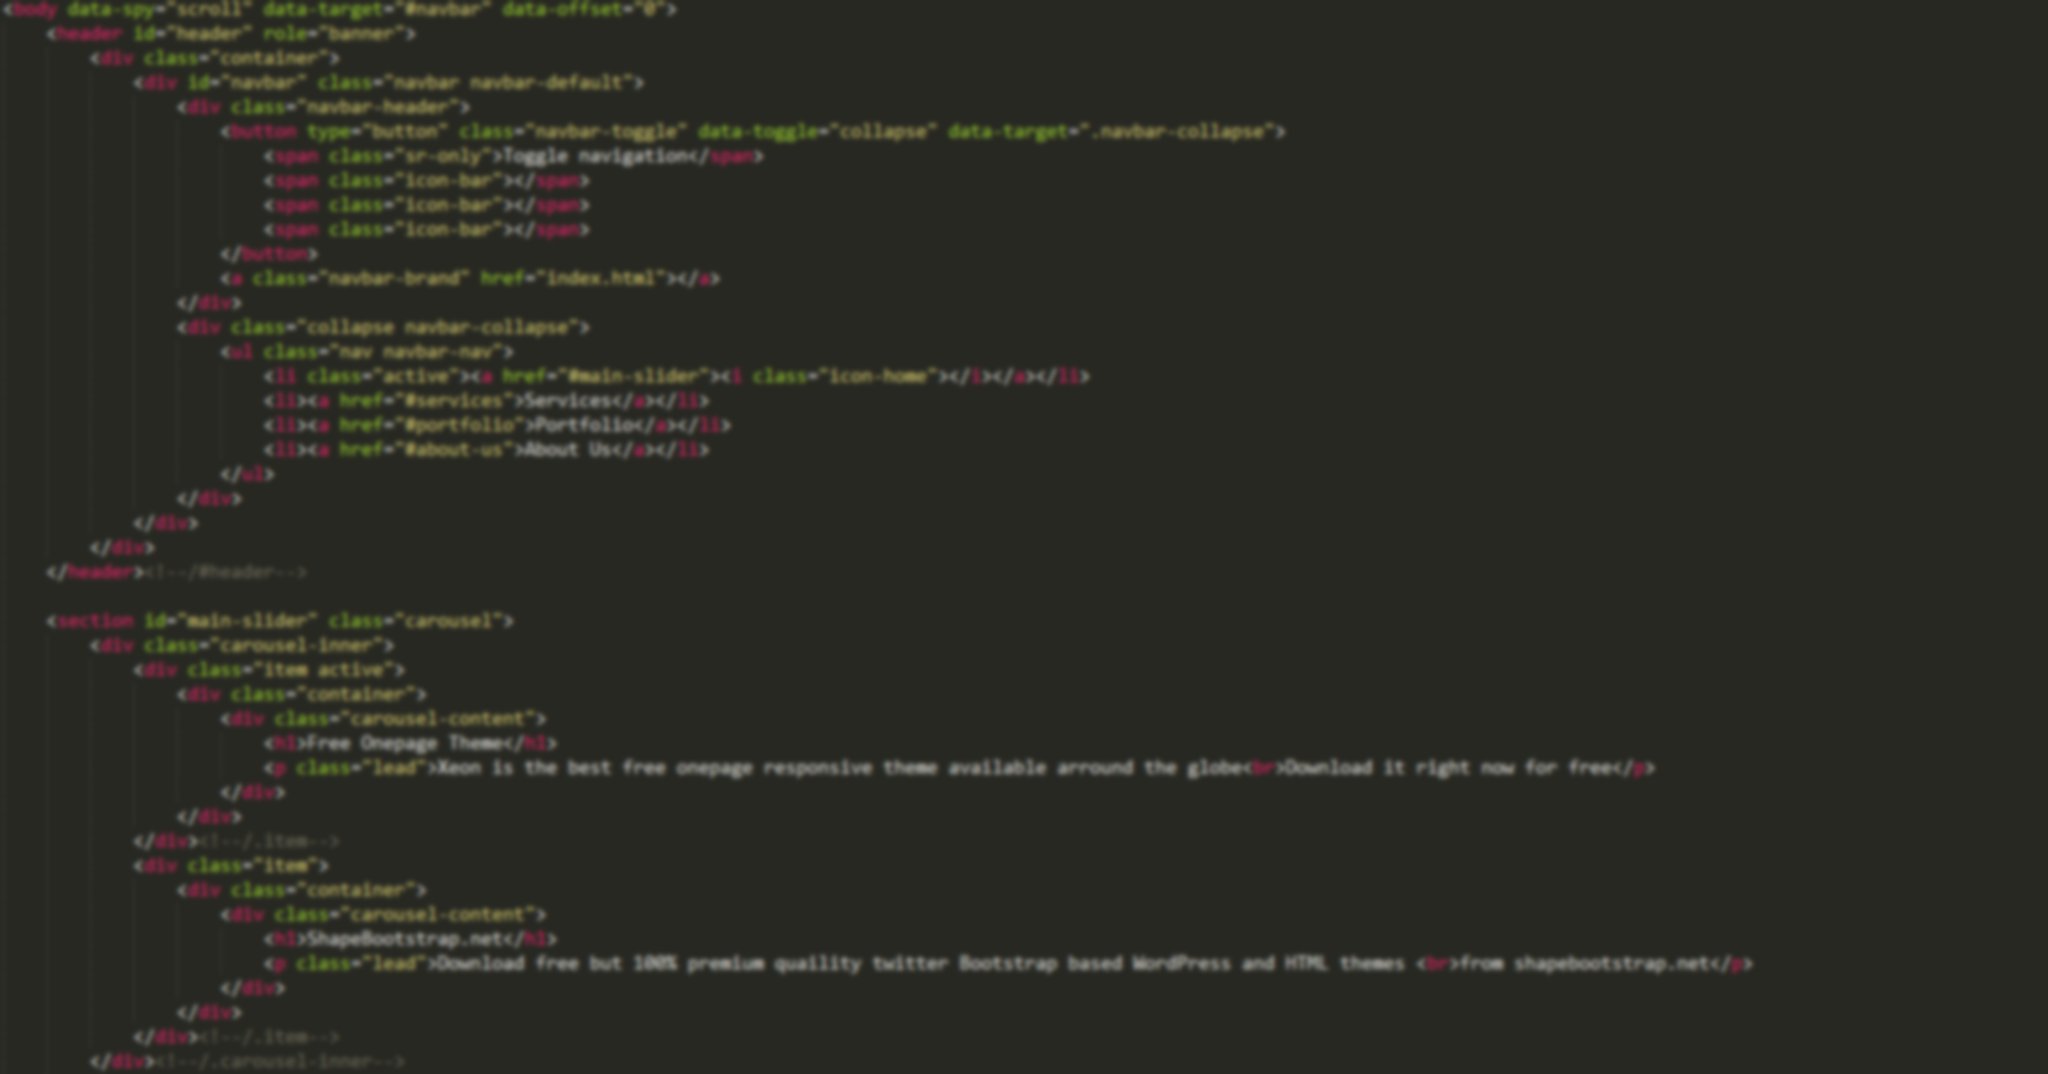 <body data-spy="scroll" data-target="#navbar" data-offset="0">
<header id="header" role="banner">
<div class="container">
<div id="navbar" class="navbar navbar-default">
<div class="navbar-header">
<button type="button" class="navbar-toggle" data-toggle="collapse" data-target=".navbar-collapse">
<span class="sr-only">Toggle navigation</span>
<span class="icon-bar"></span>
<span class="icon-bar"></span>
<span class="icon-bar"></span>
</button>
<a class="navbar-brand" href="index.html"></a>
</div>
<div class="collapse navbar-collapse">
<ul class="nav navbar-nav">
<li class="active"><a href="#main-slider"><i class="icon-home"></i></a></li>
<li><a href="#services">Services</a></li>
<li><a href="#portfolio">Portfolio</a></li>
<li><a href="#about-us">About Us</a></li>
</ul>
</div>
</div>
</div>
</header><!--/#header-->
<section id="main-slider" class="carousel">
<div class="carousel-inner">
<div class="item active">
<div class="container">
<div class="carousel-content">
<h1>Free Onepage Theme</h1>
<p class="lead">Xeon is the best free onepage responsive theme available arround the globe<br>Download it right now for free</p>
</div>
</div>
</div><!--/.item-->
<div class="item">
<div class="container">
<div class="carousel-content">
<h1>ShapeBootstrap.net</h1>
<p class="lead">Download free but 100% premium quaility twitter Bootstrap based WordPress and HTML themes <br>from shapebootstrap.net</p>
</div>
</div>
</div><!--/.item-->
</div><!--/.carousel-inner-->